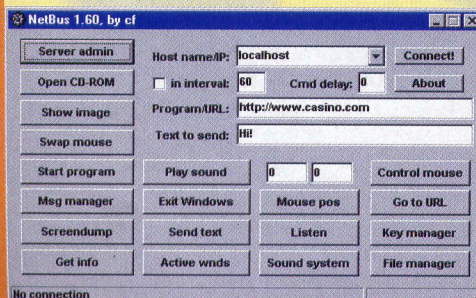 NetBus 1.60, by cf
Server admin Host name/IP: localhost Connect!
Open CD-ROM in interval: 60 Cmd delay: 0 About
Show image Program/URL: http://www.casino.com
Swap mouse Text to send: Hi!
Start program Play sound 0 0 Control mouse
Msg manager Exit Windows Mouse pos Go to URL
Screendump Send text Listen Key manager
Get info Active wnds Sound system File manager
No connection